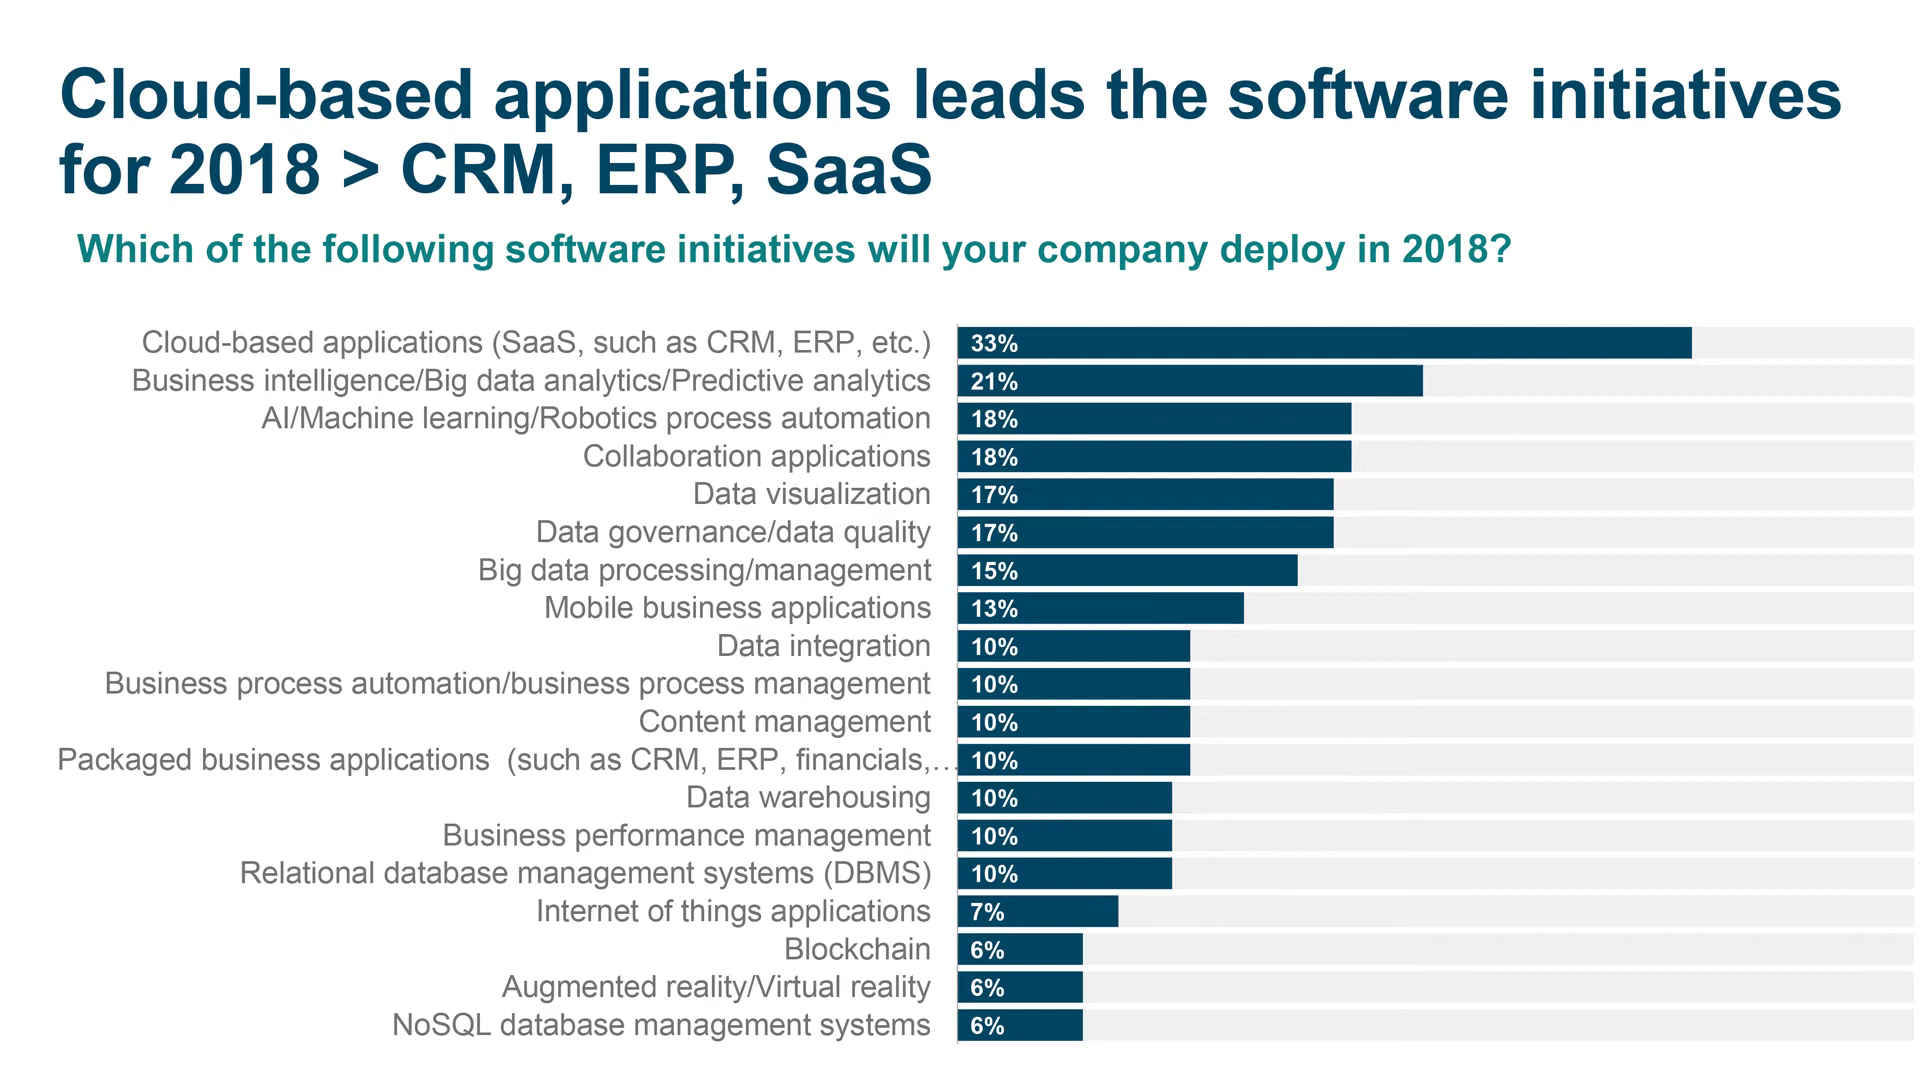 Cloud-based applications leads the software initiatives
for 2018 > CRM, ERP, SaaS
Which of the following software initiatives will your company deploy in 2018?
Cloud-based applications (SaaS, such as CRM, ERP, etc.) 33%
Business intelligence/Big data analytics/Predictive analytics 21%
AI/Machine learning/Robotics process automation 18%
Collaboration applications 18%
Data visualization 17%
Data governance/data quality 17%
Big data processing/management 15%
Mobile business applications 13%
Data integration 10%
Business process automation/business process management 10%
Content management 10%
Packaged business applications  (such as CRM, ERP, financials,… 10%
Data warehousing 10%
Business performance management 10%
Relational database management systems (DBMS) 10%
Internet of things applications 7%
Blockchain 6%
Augmented reality/Virtual reality 6%
NoSQL database management systems 6%